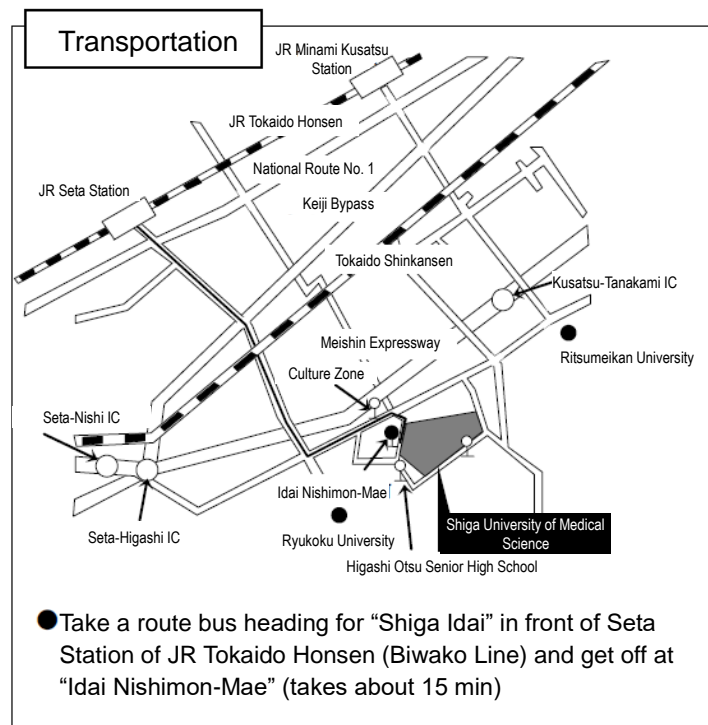 Transportation
JR Minami Kusatsu
Station
JR Tokaido Honsen
National Route No. 1
JR Seta Station
Keiji Bypass
Tokaido Shinkansen
Kusatsu-Tanakami IC
Meishin Expressway
Ritsumeikan University
Culture Zone
Seta-Nishi IC
Idai Nishimon-Mae
Seta-Higashi IC
Ryukoku University
Shiga University of Medical
Science
Higashi Otsu Senior High School
Take a route bus heading for “Shiga Idai” in front of Seta
Station of JR Tokaido Honsen (Biwako Line) and get off at
“Idai Nishimon-Mae” (takes about 15 min)